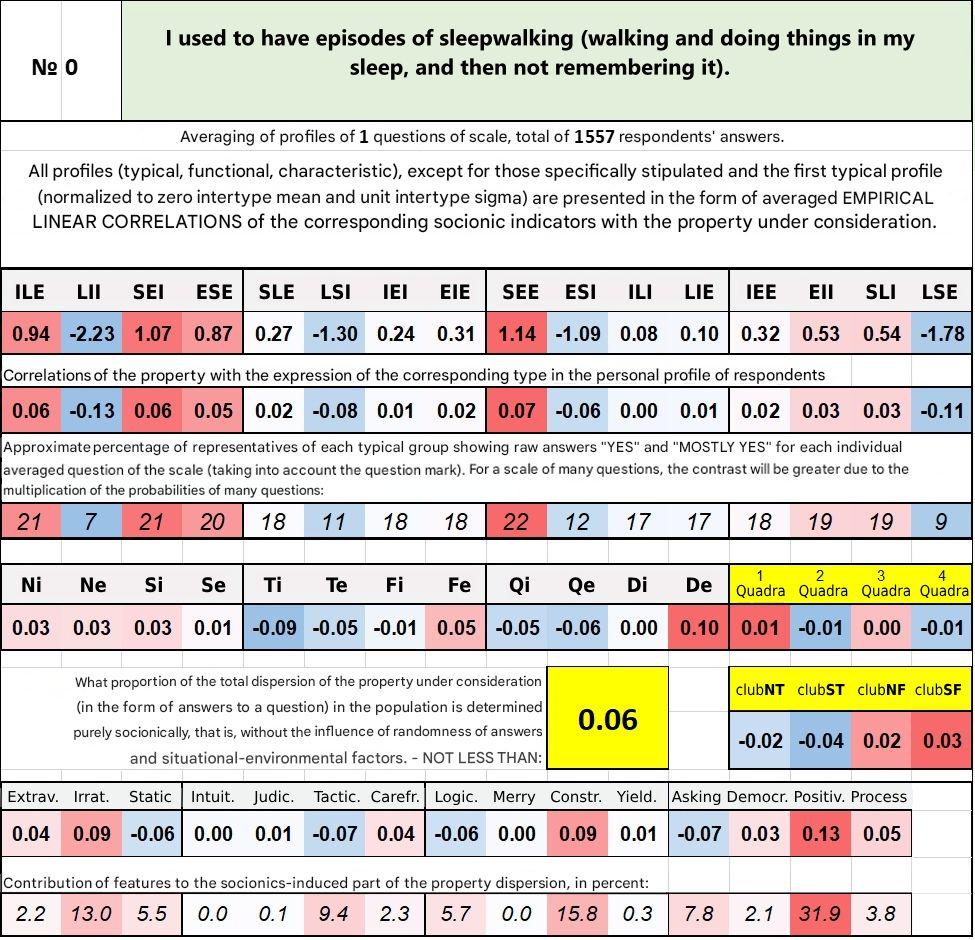 № 0
I used to have episodes of sleepwalking (walking and doing things in my
sleep, and then not remembering it).
Averaging of profiles of 1 questions of scale, total of 1557 respondents' answers.
All profiles (typical, functional, characteristic), except for those specifically stipulated and the first typical profile
(normalized to zero intertype mean and unit intertype sigma) are presented in the form of averaged EMPIRICAL
LINEAR CORRELATIONS of the corresponding socionic indicators with the property under consideration.
ILE LII SEI ESE SLE LSI IEI EIE SEE ESI ILI LIE IEE EII SLI LSE
0.94 -2.23 1.07 0.87 0.27 -1.30 0.24 0.31 1.14 -1.09 0.08 0.10 0.32 0.53 0.54 -1.78
Correlations of the property with the expression of the corresponding type in the personal profile of respondents
0.06 -0.13 0.06 0.05 0.02 -0.08 0.01 0.02 0.07 -0.06 0.00 0.01 0.02 0.03 0.03 -0.11
Approximate percentage of representatives of each typical group showing raw answers "YES" and "MOSTLY YES" for each individual
averaged question of the scale (taking into account the question mark). For a scale of many questions, the contrast will be greater due to the
multiplication of the probabilities of many questions:
21 7 21 20 18 11 18 18 22 12 17 17 18 19 19 9
Ni Ne Si Se Ti Te Fi Fe Qi Qe Di De 1 Quadra 2 Quadra 3 Quadra 4 Quadra
0.03 0.03 0.03 0.01 -0.09 -0.05 -0.01 0.05 -0.05 -0.06 0.00 0.10 0.01 -0.01 0.00 -0.01
What proportion of the total dispersion of the property under consideration
(in the form of answers to a question) in the population is determined
purely socionically, that is, without the influence of randomness of answers
and situational-environmental factors. - NOT LESS THAN:
0.06
clubNT clubST clubNF clubSF
-0.02 -0.04 0.02 0.03
Extrav. Irrat. Static Intuit. Judic. Tactic. Carefr. Logic. Merry Constr. Yield. Asking Democr. Positiv. Process
0.04 0.09 -0.06 0.00 0.01 -0.07 0.04 -0.06 0.00 0.09 0.01 -0.07 0.03 0.13 0.05
Contribution of features to the socionics-induced part of the property dispersion, in percent:
2.2 13.0 5.5 0.0 0.1 9.4 2.3 5.7 0.0 15.8 0.3 7.8 2.1 31.9 3.8